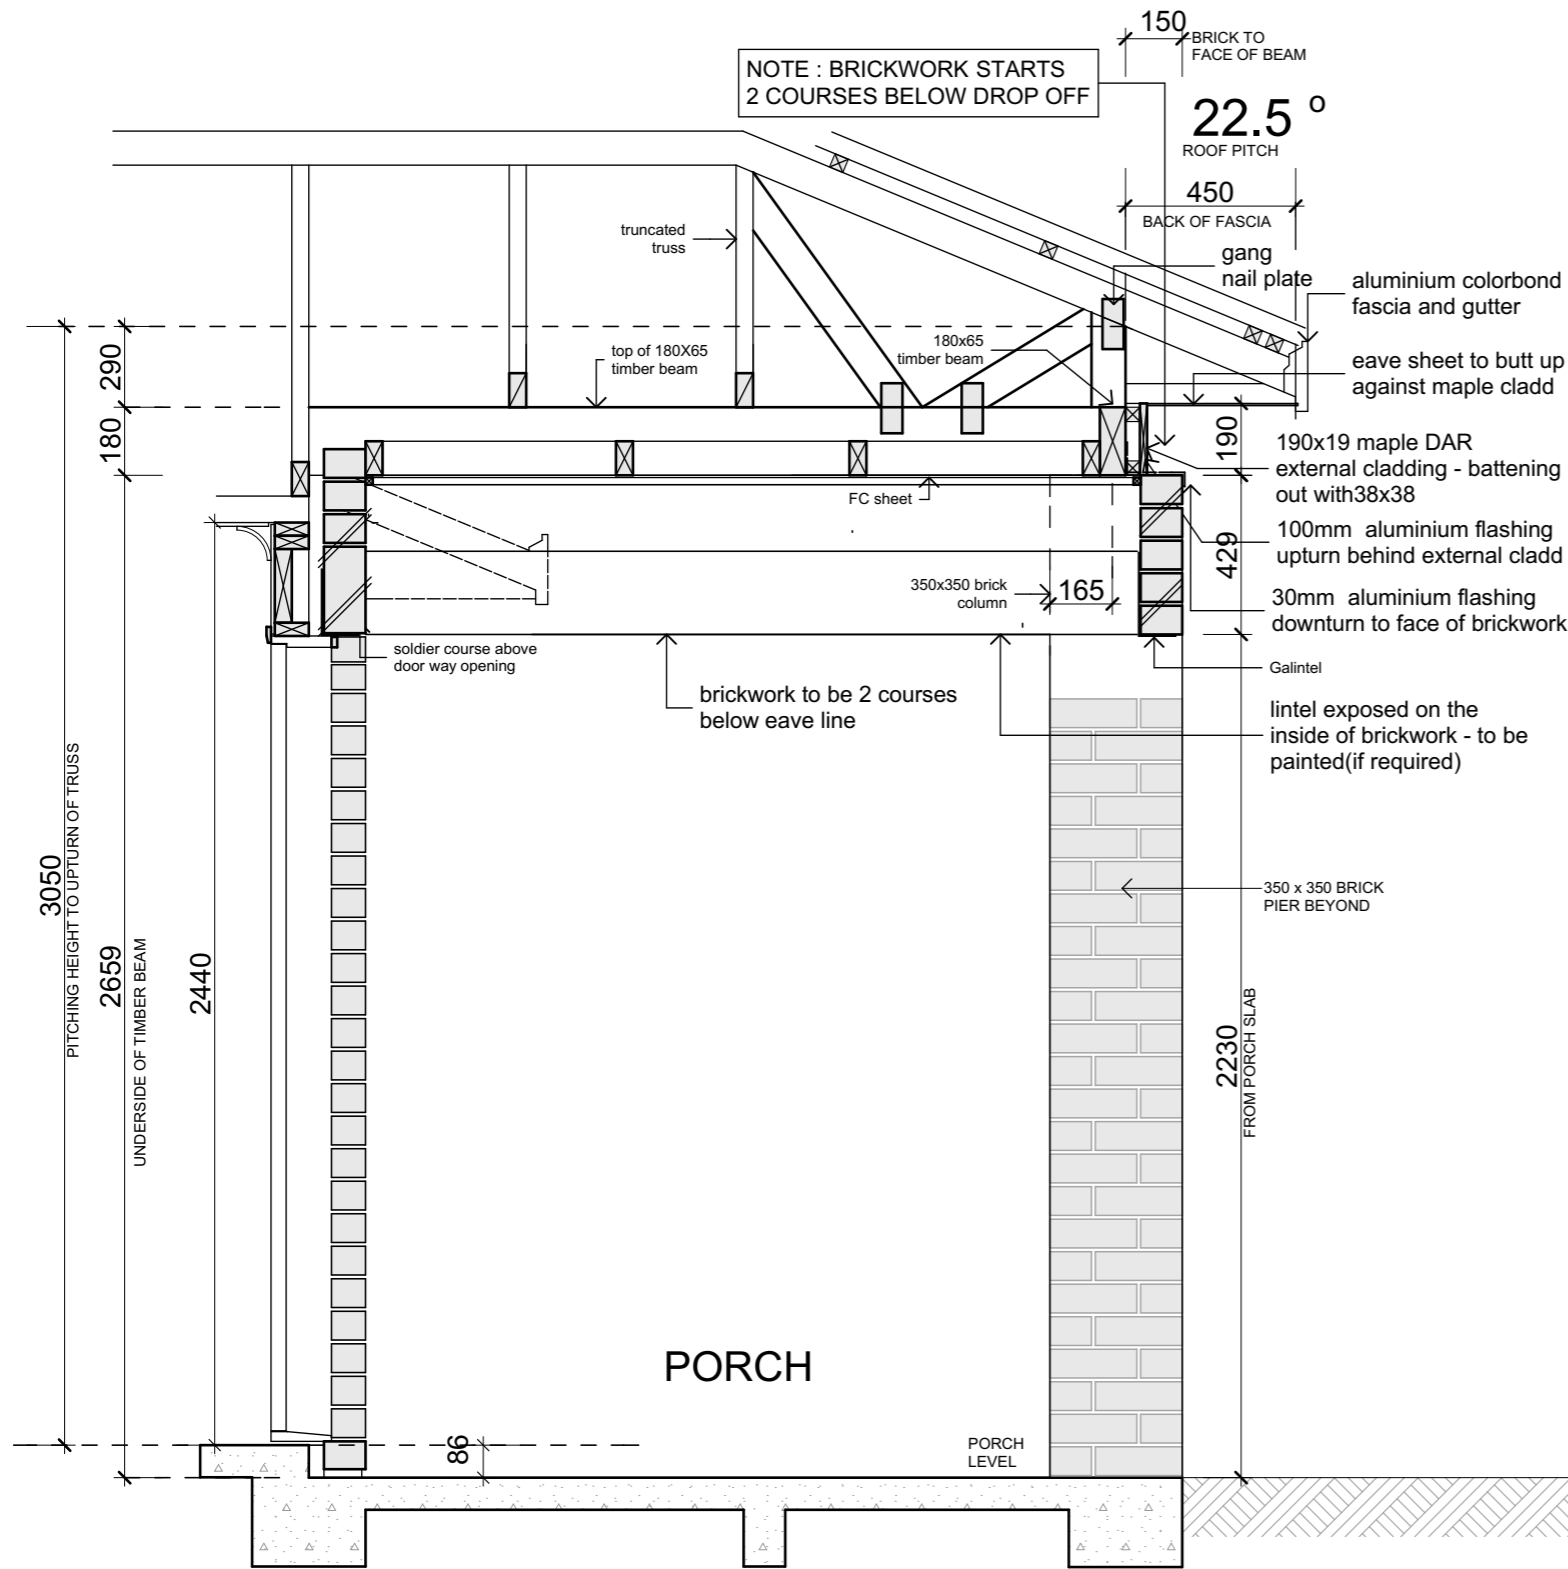 150
BRICK TO
FACE OF BEAM
NOTE : BRICKWORK STARTS
2 COURSES BELOW DROP OFF
22.5 o
ROOF PITCH
450
BACK OF FASCIA
truncated
truss
gang
nail plate
aluminium colorbond
fascia and gutter
290
top of 180X65
timber beam
180x65
timber beam
eave sheet to butt up
against maple cladd
180
190
190x19 maple DAR
external cladding - battening
out with38x38
FC sheet
100mm aluminium flashing
upturn behind external cladd
429
350x350 brick
column
165
30mm aluminium flashing
downturn to face of brickwork
soldier course above
door way opening
Galintel
brickwork to be 2 courses
below eave line
lintel exposed on the
inside of brickwork - to be
painted(if required)
3050
PITCHING HEIGHT TO UPTURN OF TRUSS
2659
UNDERSIDE OF TIMBER BEAM
2440
350 x 350 BRICK
PIER BEYOND
2230
FROM PORCH SLAB
PORCH
86
PORCH
LEVEL